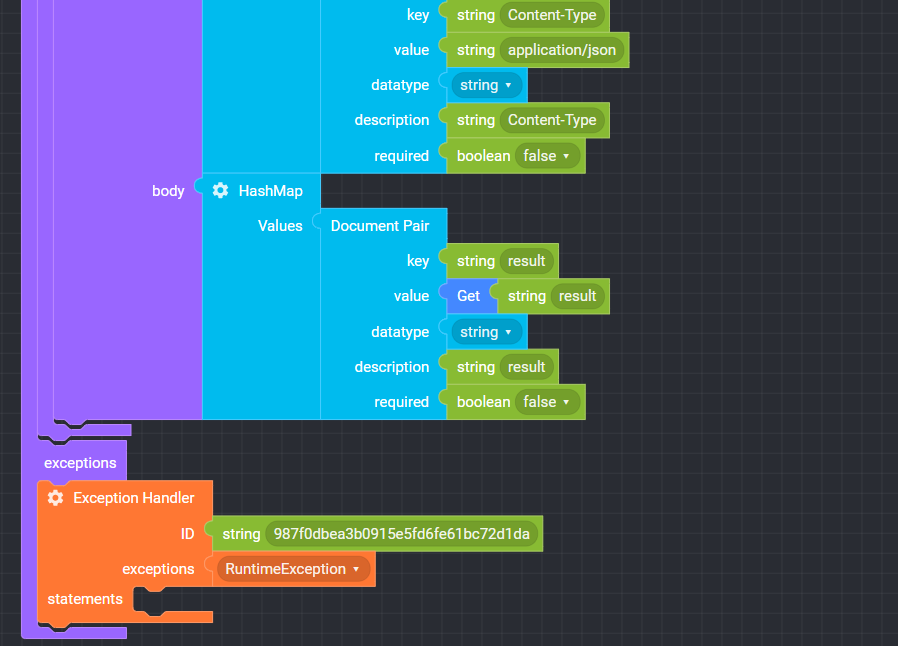 key string Content-Type
value string application/json
datatype string
description string Content-Type
required boolean false
body HashMap
Values Document Pair
key string result
value Get string result
datatype string
description string result
required boolean false
exceptions
Exception Handler
ID string 987f0dbea3b0915e5fd6fe61bc72d1da
exceptions RuntimeException
statements